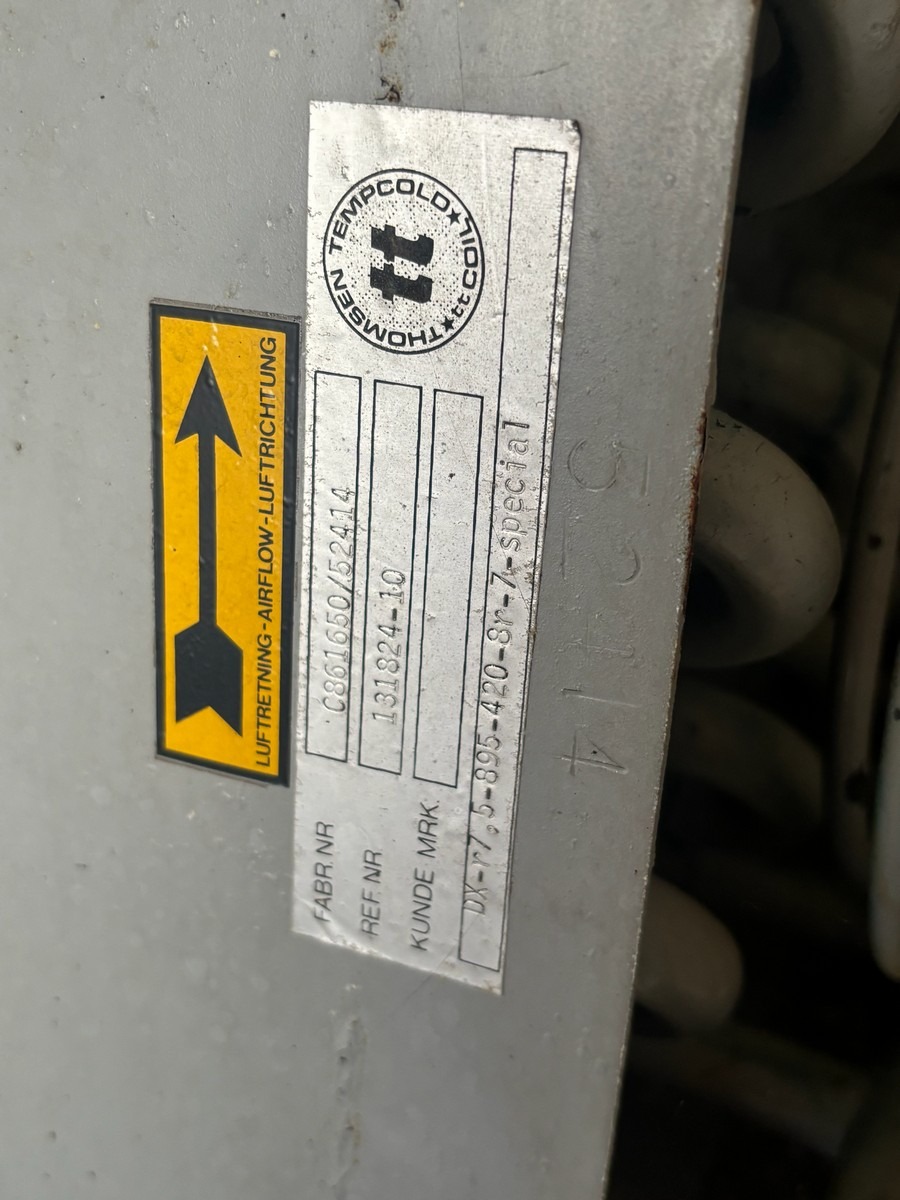 THOMSEN TEMPCOLD★
ttCOIL★
tt
FABR. NR C861650/52414
REF. NR 131824-10
KUNDE MRK.
DX-r7,5-895-420-8r-7-special
LUFTRETNING-AIRFLOW-LUFTRICHTUNG
52414